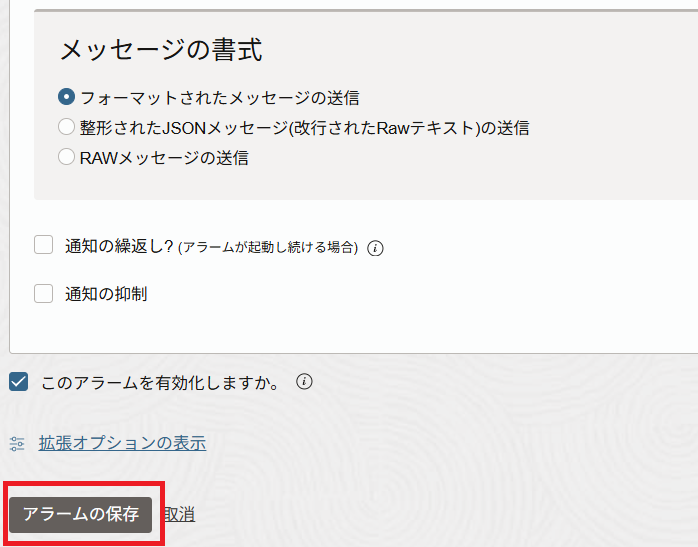 メッセージの書式
フォーマットされたメッセージの送信
整形されたJSONメッセージ(改行されたRawテキスト)の送信
RAWメッセージの送信
通知の繰返し? (アラームが起動し続ける場合)
通知の抑制
このアラームを有効化しますか。
拡張オプションの表示
アラームの保存 取消